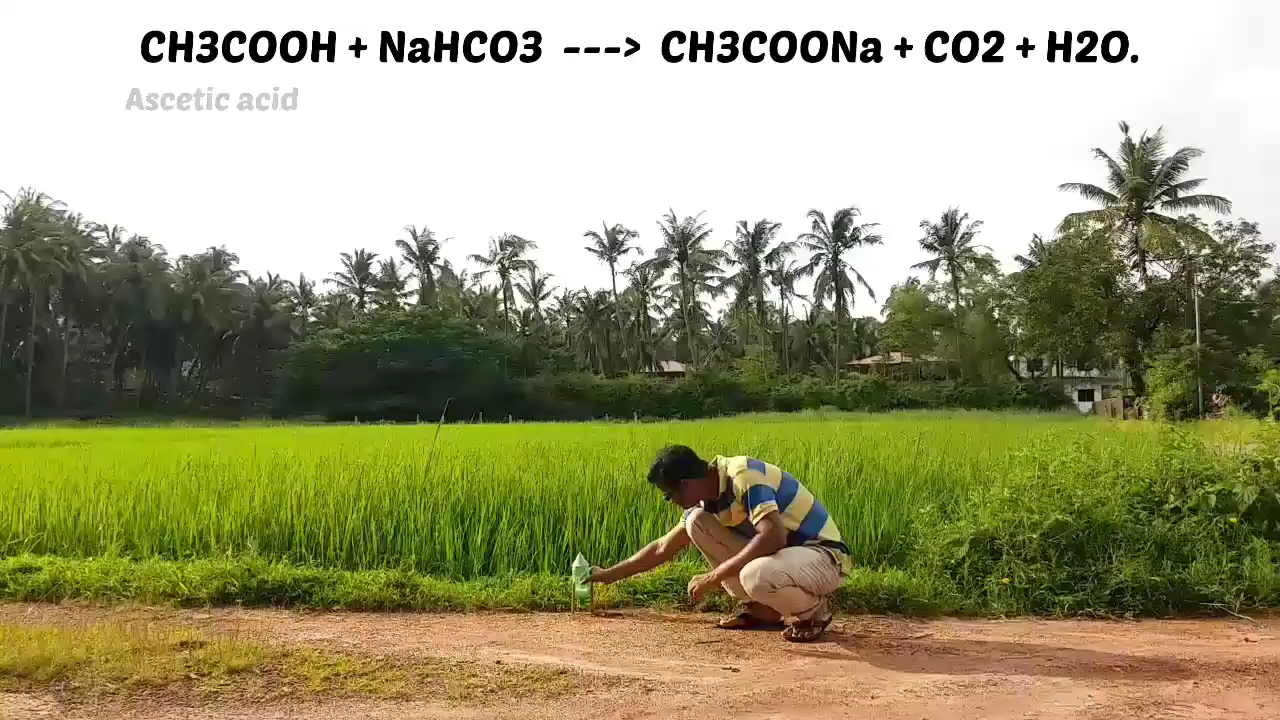 CH3COOH + NaHCO3 ---> CH3COONa + CO2 + H2O.
Ascetic acid